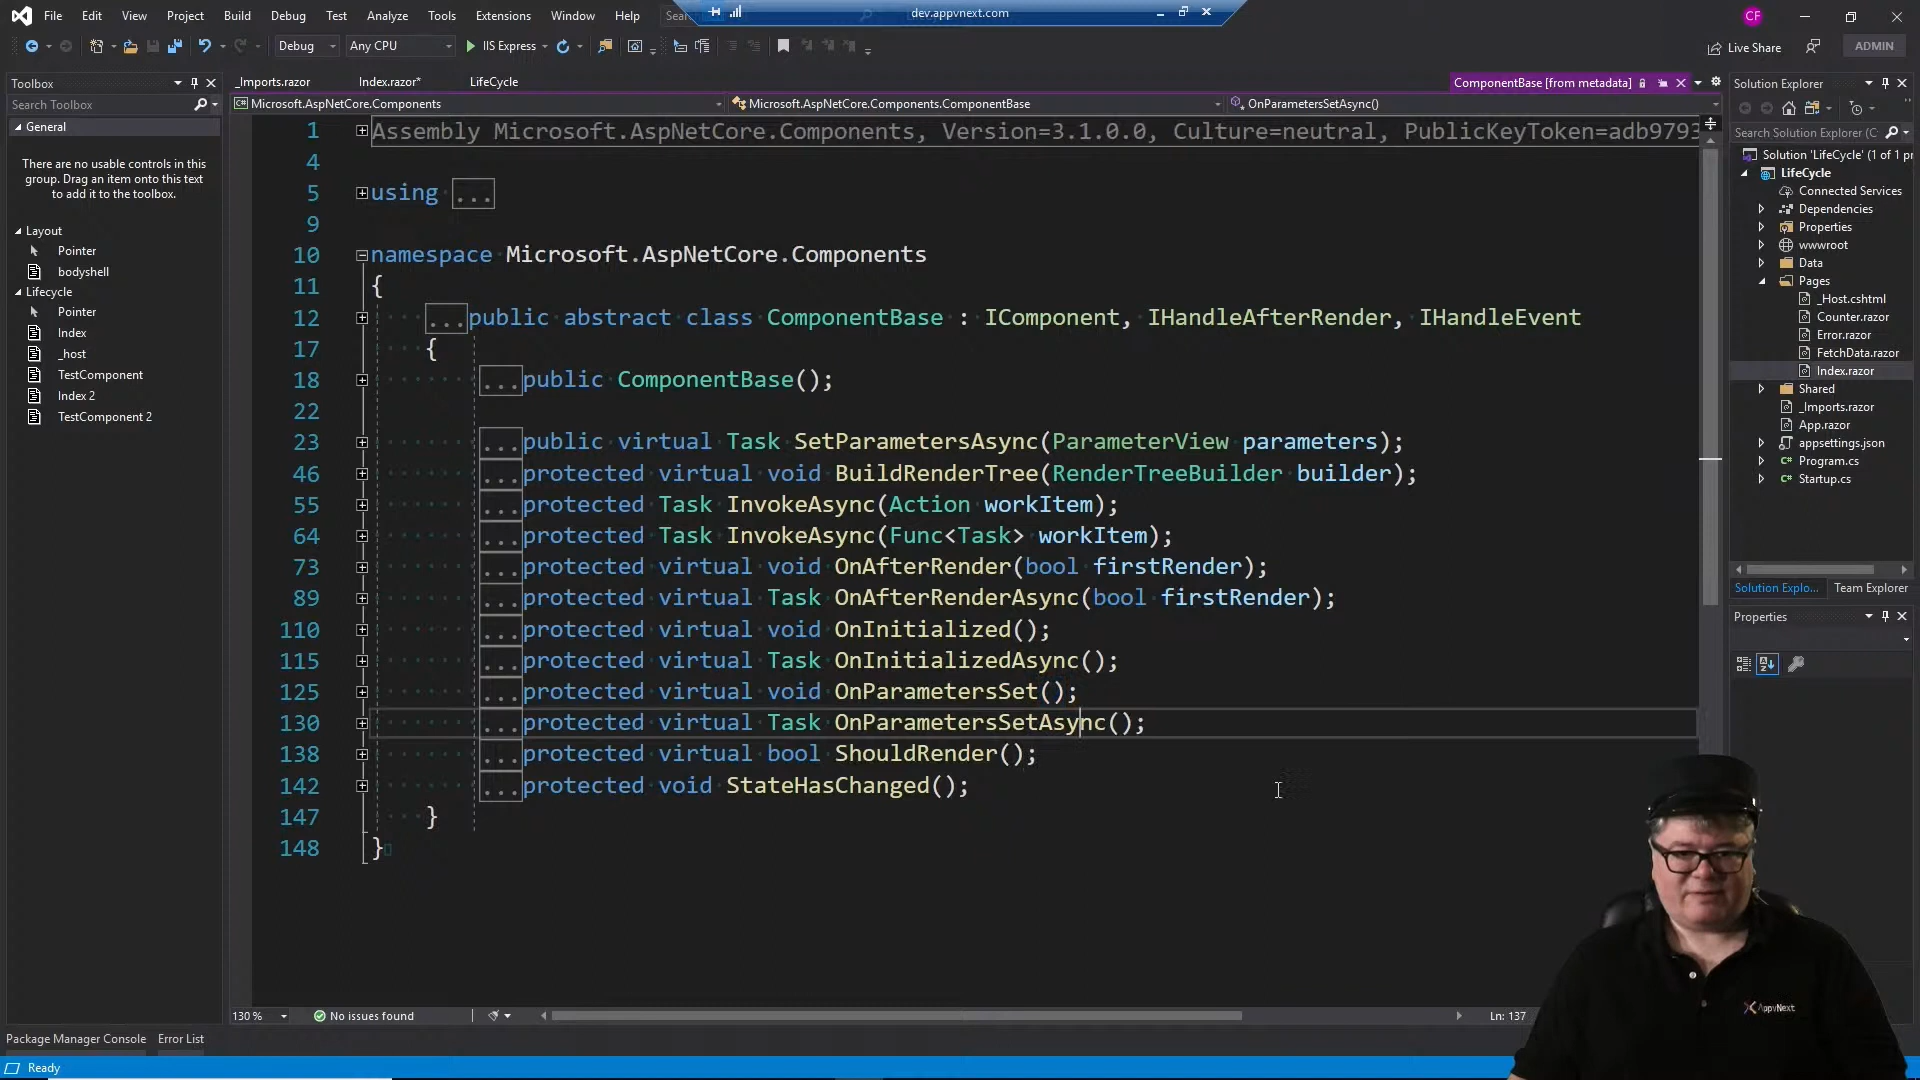 File Edit View Project Build Debug Test Analyze Tools Extensions Window Help
dev.appvnext.com
CF
Debug Any CPU IIS Express
Live Share
ADMIN
Toolbox
Search Toolbox
General
There are no usable controls in this
group. Drag an item onto this text
to add it to the toolbox.
Layout
Pointer
bodyshell
Lifecycle
Pointer
Index
_host
TestComponent
Index 2
TestComponent 2
_Imports.razor Index.razor* LifeCycle ComponentBase [from metadata]
Microsoft.AspNetCore.Components Microsoft.AspNetCore.Components.ComponentBase OnParametersSetAsync()
1 Assembly Microsoft.AspNetCore.Components, Version=3.1.0.0, Culture=neutral, PublicKeyToken=adb9793
4
5 using ...
9
10 namespace Microsoft.AspNetCore.Components
11 {
12 ...public abstract class ComponentBase : IComponent, IHandleAfterRender, IHandleEvent
17 {
18 ...public ComponentBase();
22
23 ...public virtual Task SetParametersAsync(ParameterView parameters);
46 ...protected virtual void BuildRenderTree(RenderTreeBuilder builder);
55 ...protected Task InvokeAsync(Action workItem);
64 ...protected Task InvokeAsync(Func<Task> workItem);
73 ...protected virtual void OnAfterRender(bool firstRender);
89 ...protected virtual Task OnAfterRenderAsync(bool firstRender);
110 ...protected virtual void OnInitialized();
115 ...protected virtual Task OnInitializedAsync();
125 ...protected virtual void OnParametersSet();
130 ...protected virtual Task OnParametersSetAsync();
138 ...protected virtual bool ShouldRender();
142 ...protected void StateHasChanged();
147 }
148 }
130 % No issues found Ln: 137
Solution Explorer
Search Solution Explorer (C
Solution 'LifeCycle' (1 of 1 pr
LifeCycle
Connected Services
Dependencies
Properties
wwwroot
Data
Pages
_Host.cshtml
Counter.razor
Error.razor
FetchData.razor
Index.razor
Shared
_Imports.razor
App.razor
appsettings.json
Program.cs
Startup.cs
Solution Explo... Team Explorer
Properties
AppvNext
Package Manager Console Error List
Ready